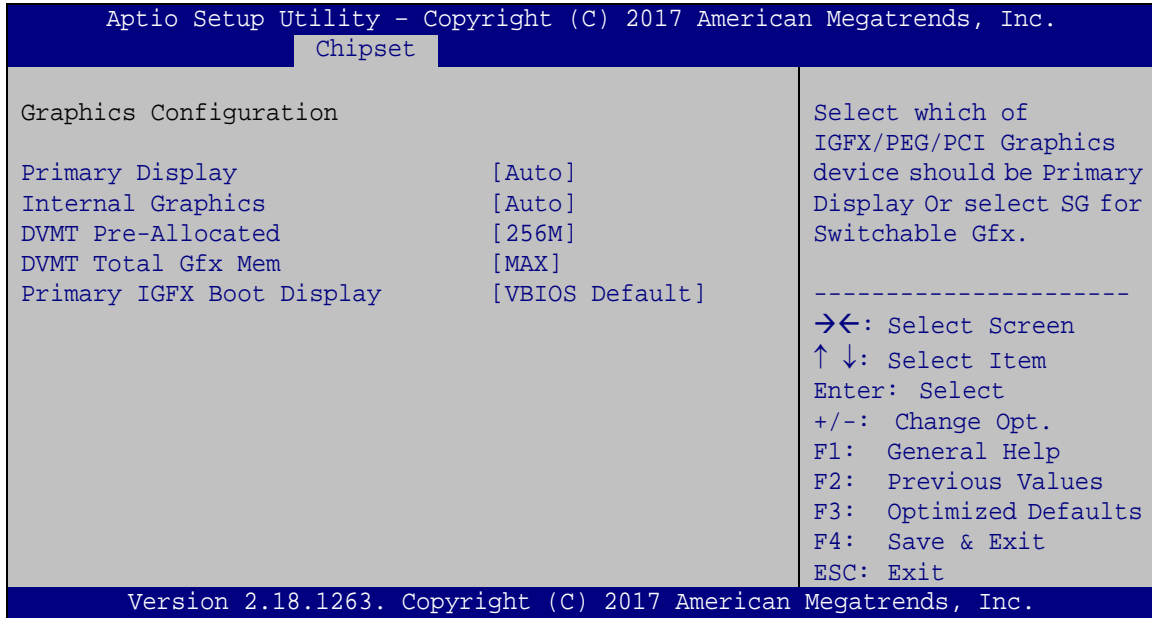 Aptio Setup Utility – Copyright (C) 2017 American Megatrends, Inc.
Chipset
Graphics Configuration
Primary Display [Auto]
Internal Graphics [Auto]
DVMT Pre-Allocated [256M]
DVMT Total Gfx Mem [MAX]
Primary IGFX Boot Display [VBIOS Default]
Select which of
IGFX/PEG/PCI Graphics
device should be Primary
Display Or select SG for
Switchable Gfx.
----------------------
→←: Select Screen
↑ ↓: Select Item
Enter: Select
+/-: Change Opt.
F1: General Help
F2: Previous Values
F3: Optimized Defaults
F4: Save & Exit
ESC: Exit
Version 2.18.1263. Copyright (C) 2017 American Megatrends, Inc.